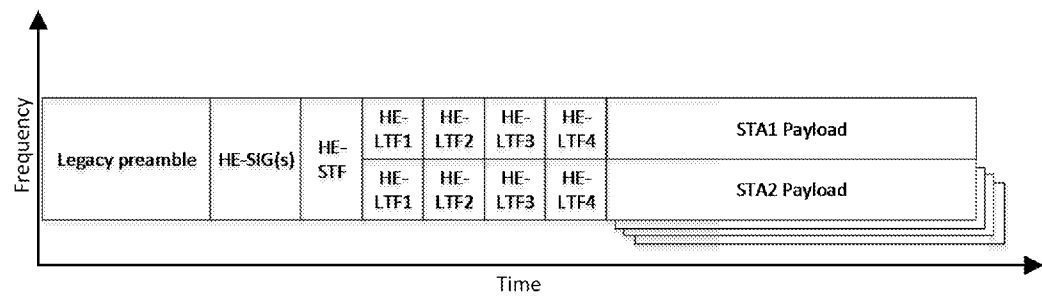 Frequency
Legacy preamble
HE-SIG(s)
HE-
STF
HE-
LTF1
HE-
LTF2
HE-
LTF3
HE-
LTF4
STA1 Payload
HE-
LTF1
HE-
LTF2
HE-
LTF3
HE-
LTF4
STA2 Payload
Time